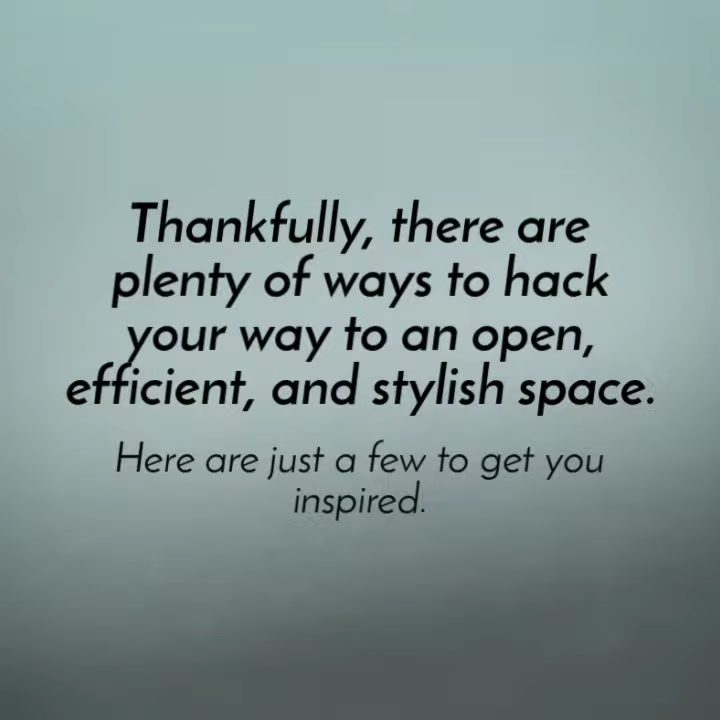 Thankfully, there are
plenty of ways to hack
your way to an open,
efficient, and stylish space.
Here are just a few to get you
inspired.